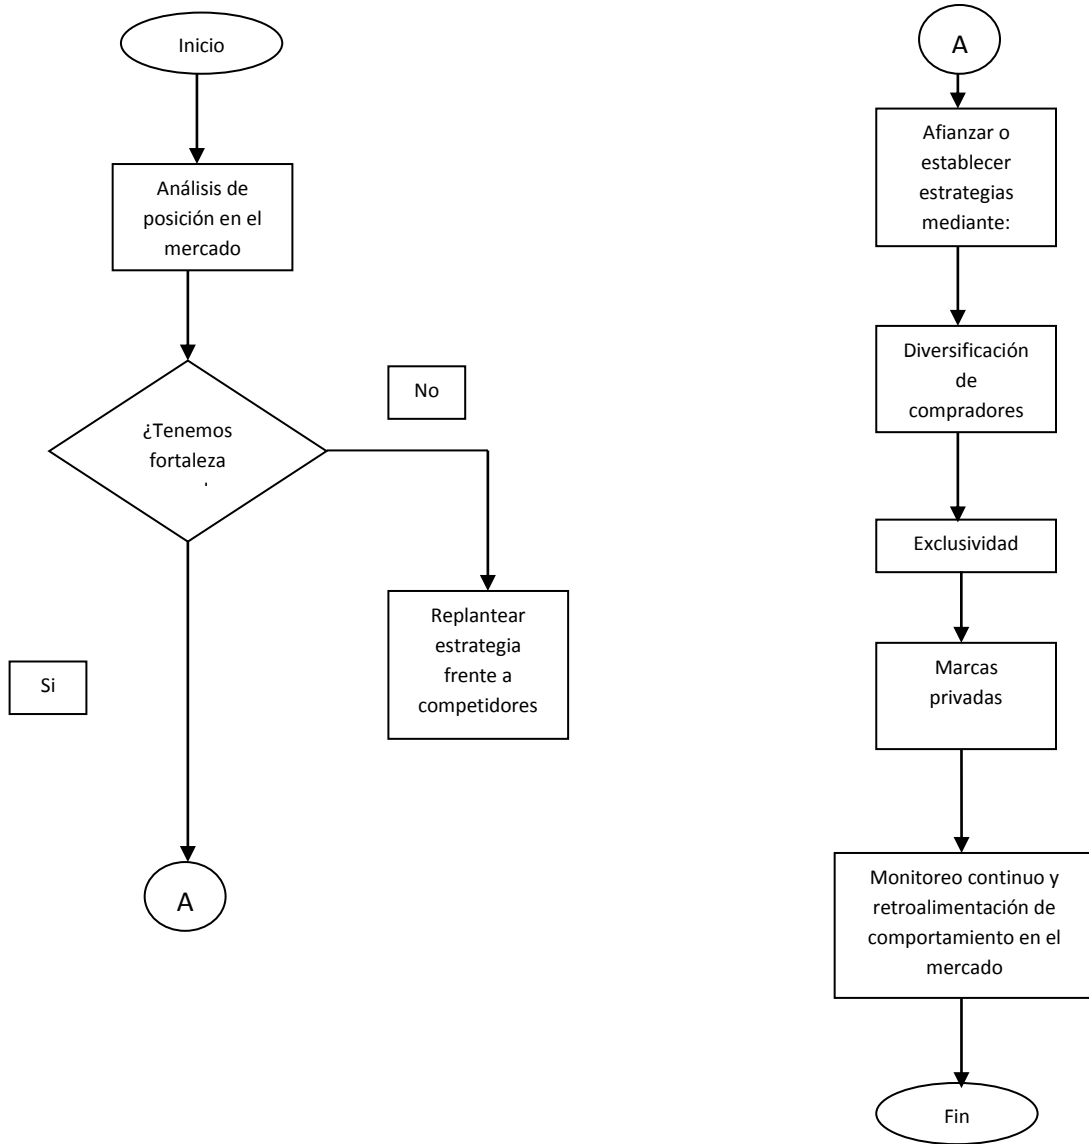 Inicio
Análisis de
posición en el
mercado
¿Tenemos
fortaleza
No
Replantear
estrategia
frente a
competidores
Si
A
A
Afianzar o
establecer
estrategias
mediante:
Diversificación
de
compradores
Exclusividad
Marcas
privadas
Monitoreo continuo y
retroalimentación de
comportamiento en el
mercado
Fin